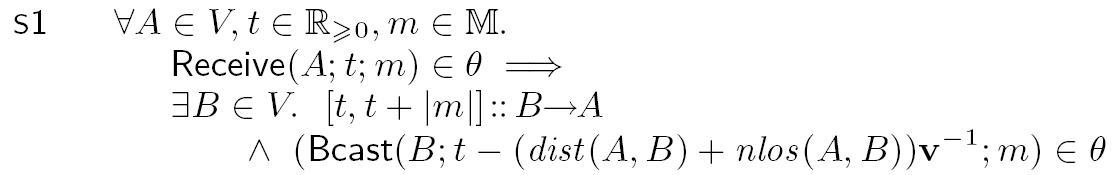 s1 ∀A ∈ V, t ∈ ℝ⩾0, m ∈ 𝕄.
Receive(A; t; m) ∈ θ ⟹
∃B ∈ V. [t, t + |m|] :: B→A
∧ (Bcast(B; t − (dist(A, B) + nlos(A, B))v⁻¹; m) ∈ θ